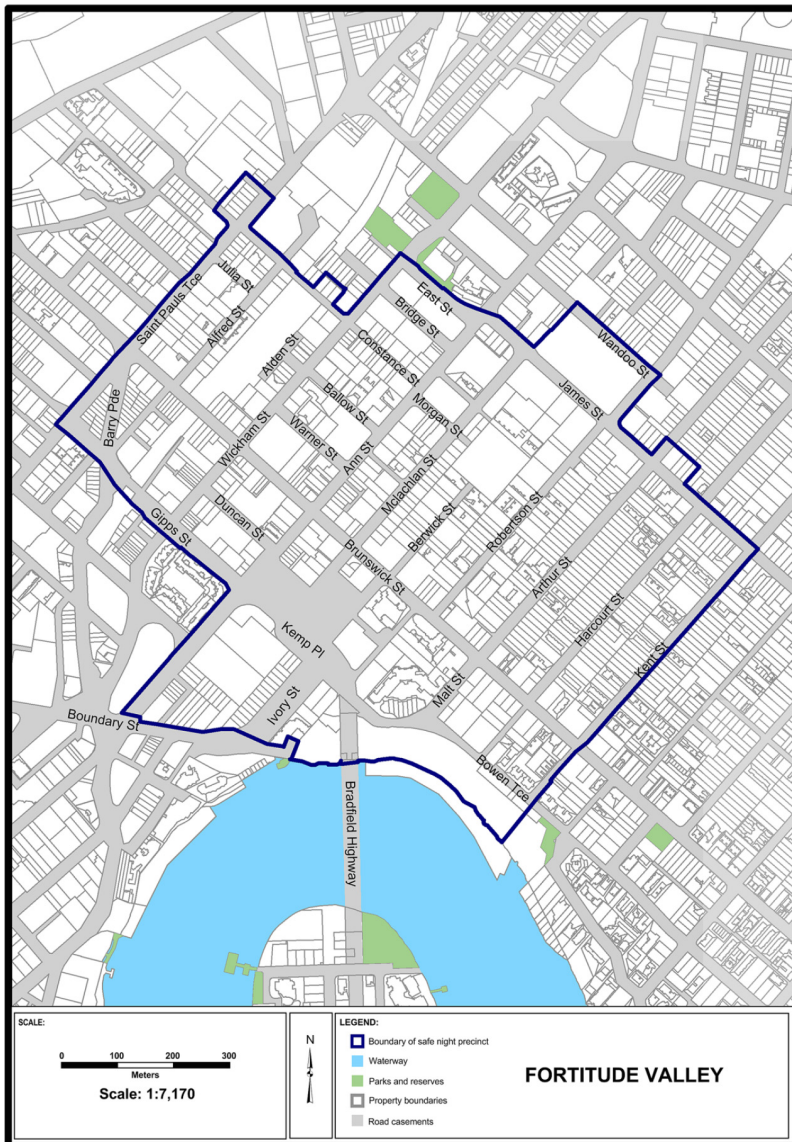 East St
Julia St
Bridge St
Saint Pauls Tce
Alfred St
Wandoo St
Constance St
Alden St
James St
Ballow St
Morgan St
Barry Pde
Wickham St
Warner St
Ann St
Mclachlan St
Robertson St
Berwick St
Gipps St
Duncan St
Brunswick St
Arthur St
Harcourt St
Kemp Pl
Kent St
Matt St
Ivory St
Boundary St
Bowen Tce
Bradfield Highway
SCALE:
0 100 200 300
Meters
Scale: 1:7,170
N
LEGEND:
Boundary of safe night precinct
Waterway
Parks and reserves
Property boundaries
Road casements
FORTITUDE VALLEY